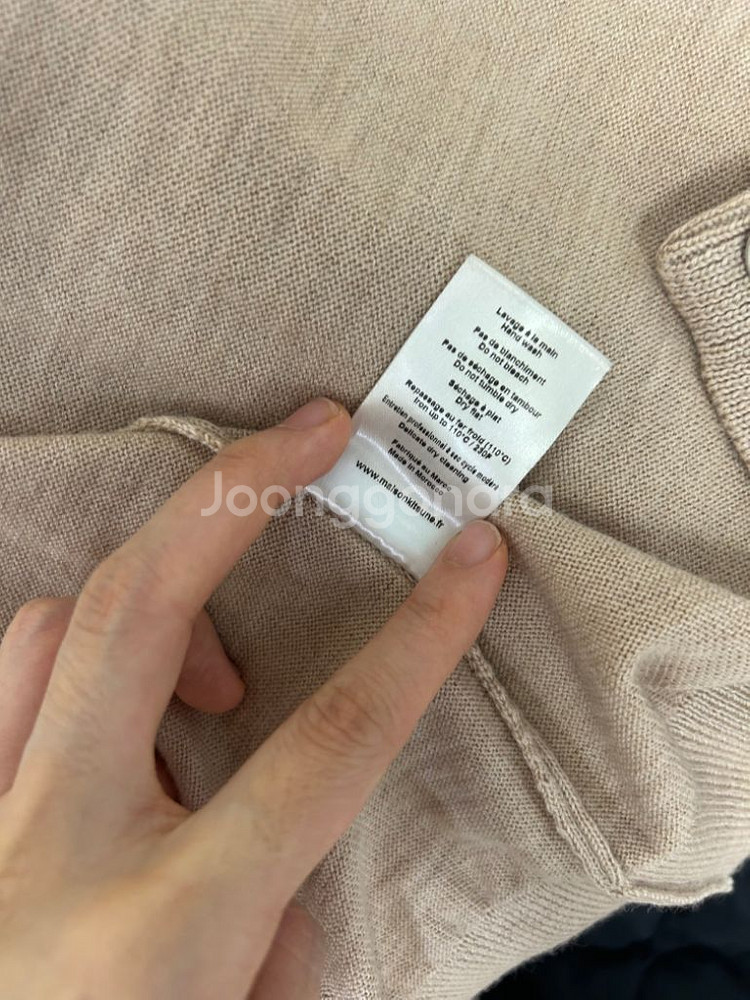 Lavage à la main
Hand wash
Pas de blanchiment
Do not bleach
Pas de séchage en tambour
Do not tumble dry
Séchage à plat
Dry flat
Repassage au fer froid (110°C)
Iron up to 110°C / 230F
Entretien professionnel à sec cycle modéré
Delicate dry cleaning
Fabriqué au Maroc
Made in Morocco
www.maisonkitsune.fr
Joonggonara